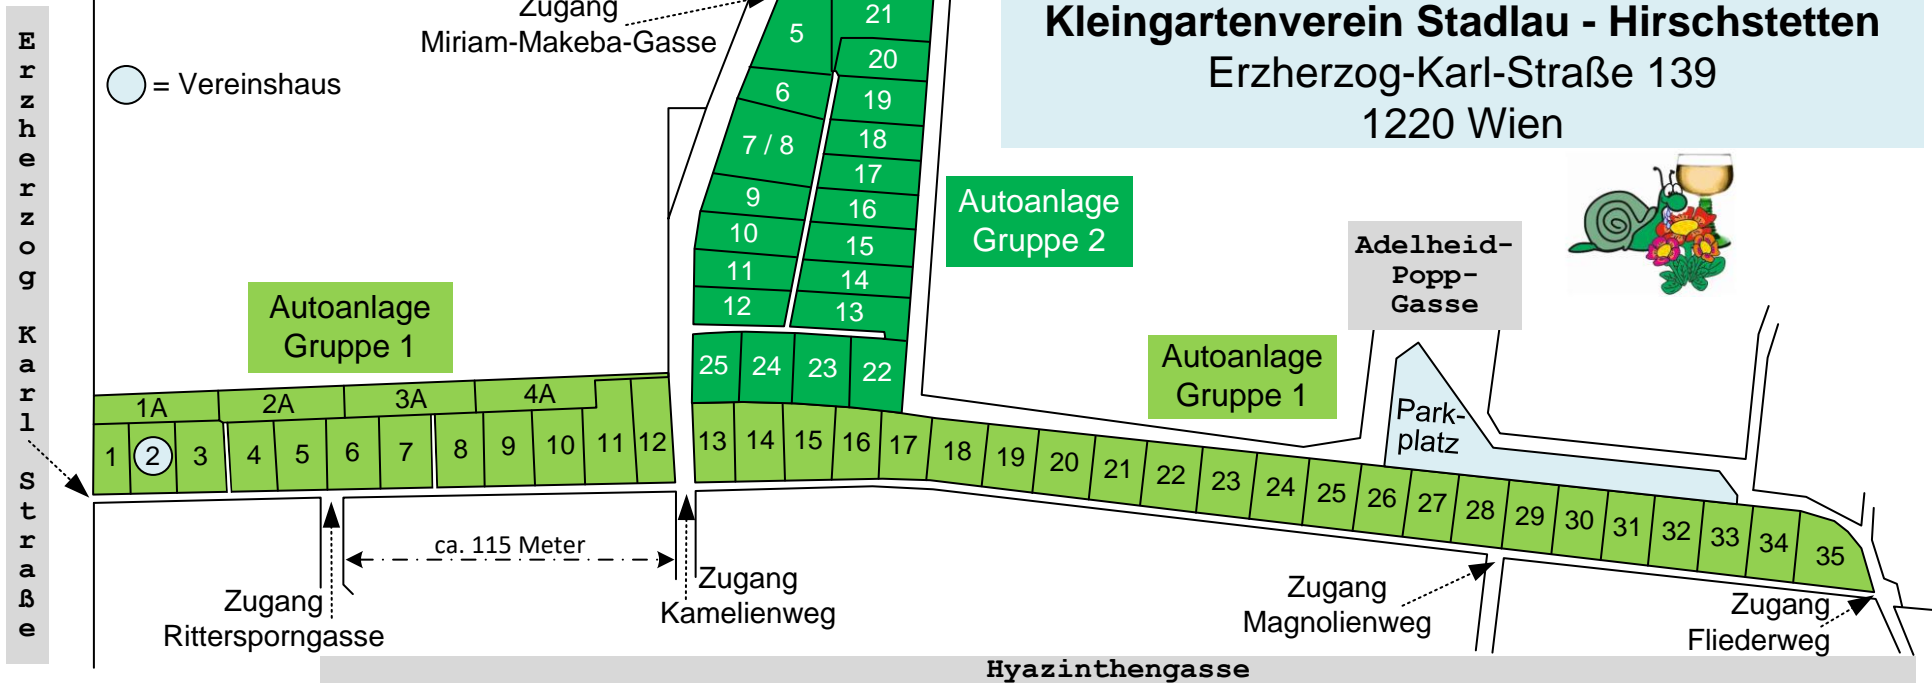 Erzherzog Karl Straße
Zugang
Miriam-Makeba-Gasse
= Vereinshaus
Kleingartenverein Stadlau - Hirschstetten
Erzherzog-Karl-Straße 139
1220 Wien
5
21
20
6
19
7 / 8
18
17
9
16
10
15
11
14
12
13
25
24
23
22
Autoanlage
Gruppe 2
Adelheid-
Popp-
Gasse
Autoanlage
Gruppe 1
Autoanlage
Gruppe 1
Park-
platz
1A
2A
3A
4A
1
2
3
4
5
6
7
8
9
10
11
12
13
14
15
16
17
18
19
20
21
22
23
24
25
26
27
28
29
30
31
32
33
34
35
ca. 115 Meter
Zugang
Rittersporngasse
Zugang
Kamelienweg
Zugang
Magnolienweg
Zugang
Fliederweg
Hyazinthengasse